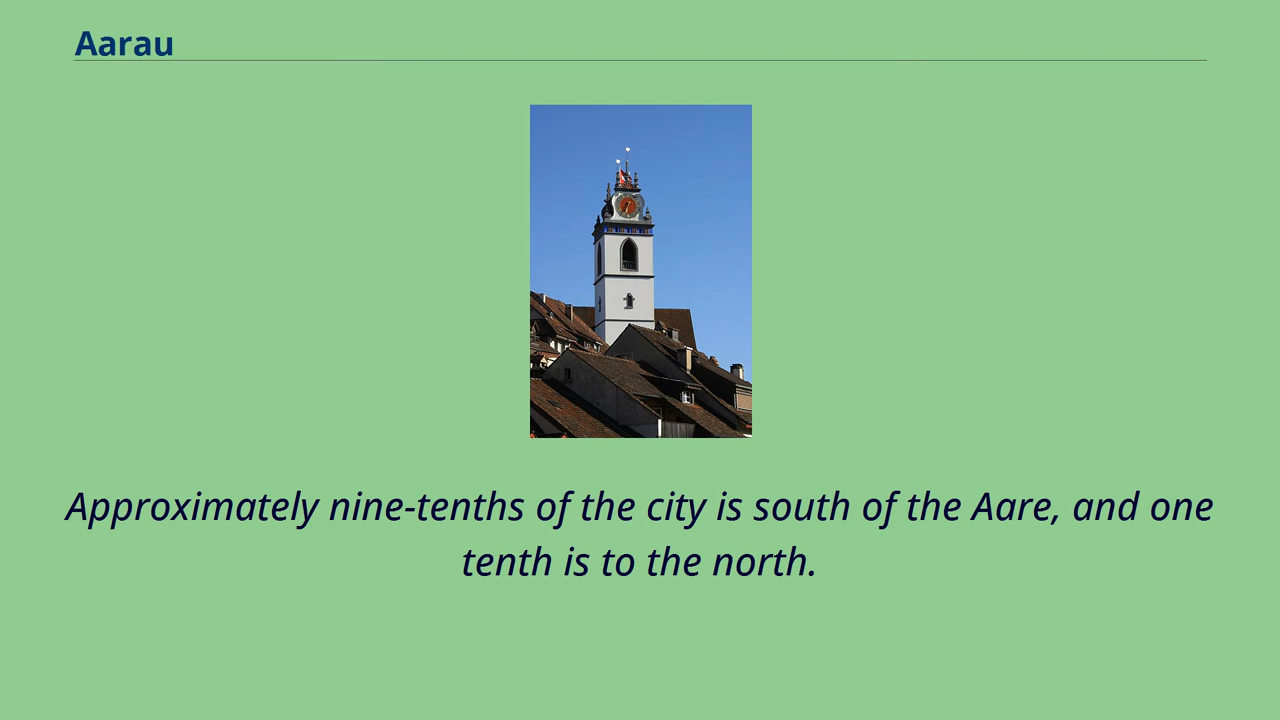 Aarau
Approximately nine-tenths of the city is south of the Aare, and one
tenth is to the north.